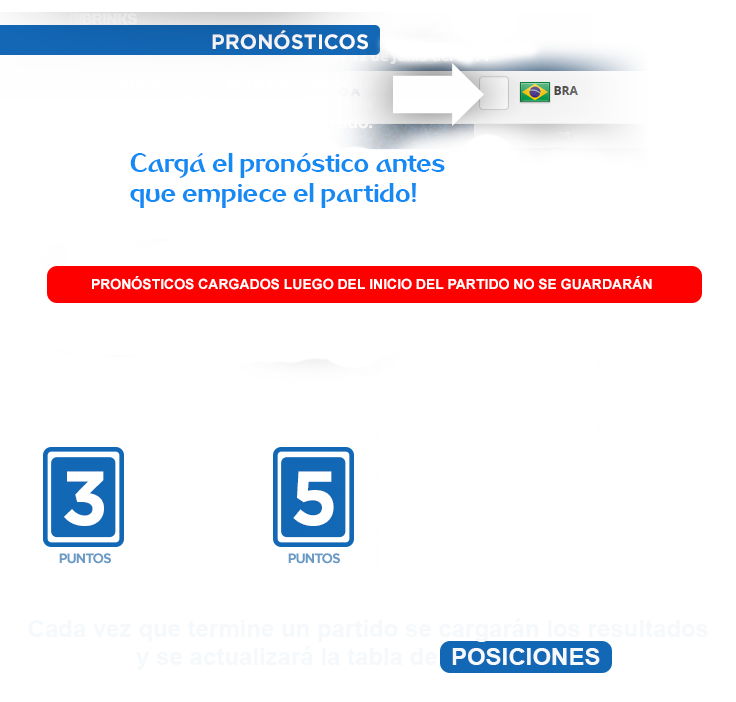 BRINKS
PRONÓSTICOS
BRA
Cargá el pronóstico antes
que empiece el partido!
PRONÓSTICOS CARGADOS LUEGO DEL INICIO DEL PARTIDO NO SE GUARDARÁN
3
PUNTOS
5
PUNTOS
Cada vez que termine un partido se cargarán los resultados
y se actualizará la tabla de POSICIONES